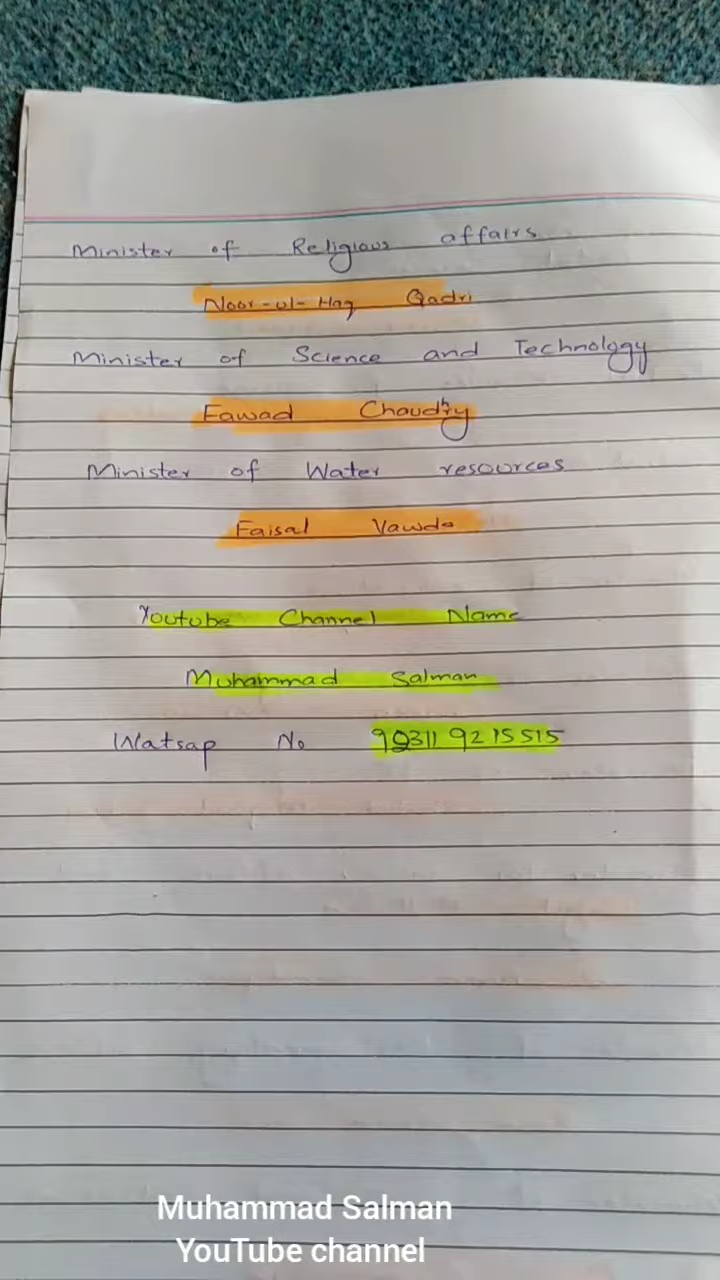 Minister of Religious affairs
Noor-ul-Haq Qadri
Minister of Science and Technology
Fawad Chaudhry
Minister of Water resources
Faisal Vawda
Youtube Channel Name
Muhammad Salman
Watsap No 9215515
Muhammad Salman
YouTube channel